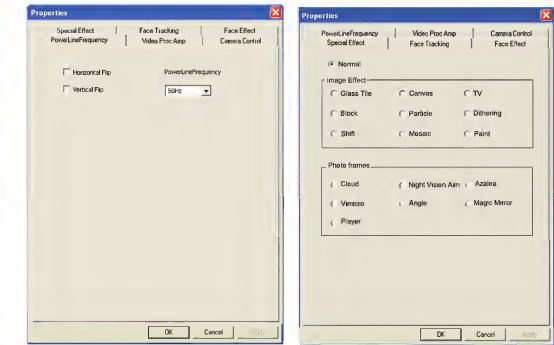 Properties
Special Effect Face Tracking Face Effect
PowerLineFrequency Video Proc Amp Camera Control
Horizontal Flip PowerLineFrequency
Vertical Flip 50Hz
OK Cancel Apply
Properties
PowerLineFrequency Video Proc Amp Camera Control
Special Effect Face Tracking Face Effect
Normal
Image Effect
Glass Tile Canvas TV
Block Particle Dithering
Shift Mosaic Paint
Photo frames
Cloud Night Vision Aim Azalea
Vimicro Angle Magic Mirror
Player
OK Cancel Apply